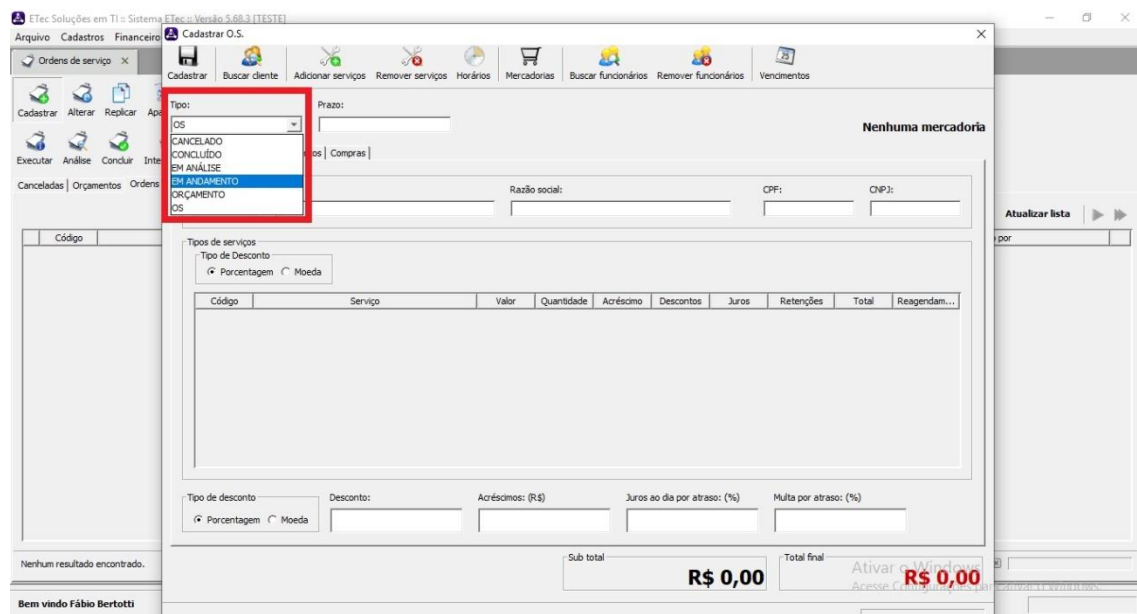 ETec Soluções em TI :: Sistema ETec :: Versão 5.68.3 [TESTE]
Arquivo Cadastros Financeiro
Ordens de serviço
Cadastrar Alterar Replicar
Executar Análise Concluir
Canceladas Orçamentos Ordens
Código
Nenhum resultado encontrado.
Bem vindo Fábio Bertotti
Cadastrar O.S.
Cadastrar Buscar cliente Adicionar serviços Remover serviços Horários Mercadorias Buscar funcionários Remover funcionários Vencimentos
Tipo: Prazo:
OS
CANCELADO
CONCLUÍDO
EM ANÁLISE
EM ANDAMENTO
ORÇAMENTO
OS
Nenhuma mercadoria
Compras
Razão social: CPF: CNPJ:
Tipos de serviços
Tipo de Desconto
Porcentagem Moeda
Código Serviço Valor Quantidade Acréscimo Descontos Juros Retenções Total Reagendam...
Tipo de desconto Desconto: Acréscimos: (R$) Juros ao dia por atraso: (%) Multa por atraso: (%)
Porcentagem Moeda
Sub total Total final
R$ 0,00 R$ 0,00
Atualizar lista
por
Ativar o Windows